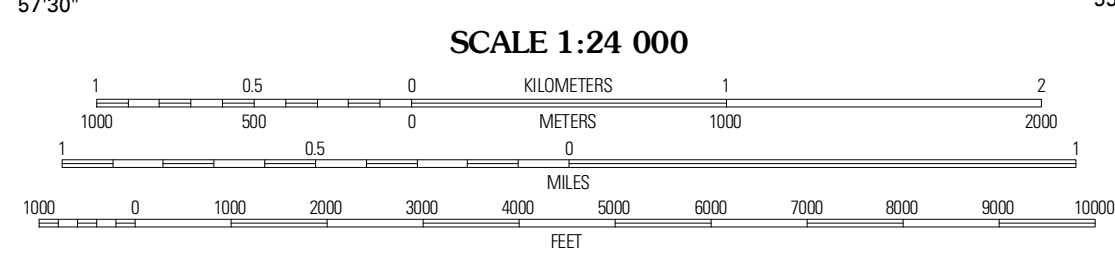 57'30"
SCALE 1:24 000
1 0.5 0 KILOMETERS 1 2
1000 500 0 METERS 1000 2000
1 0.5 0 1
MILES
1000 0 1000 2000 3000 4000 5000 6000 7000 8000 9000 10000
FEET